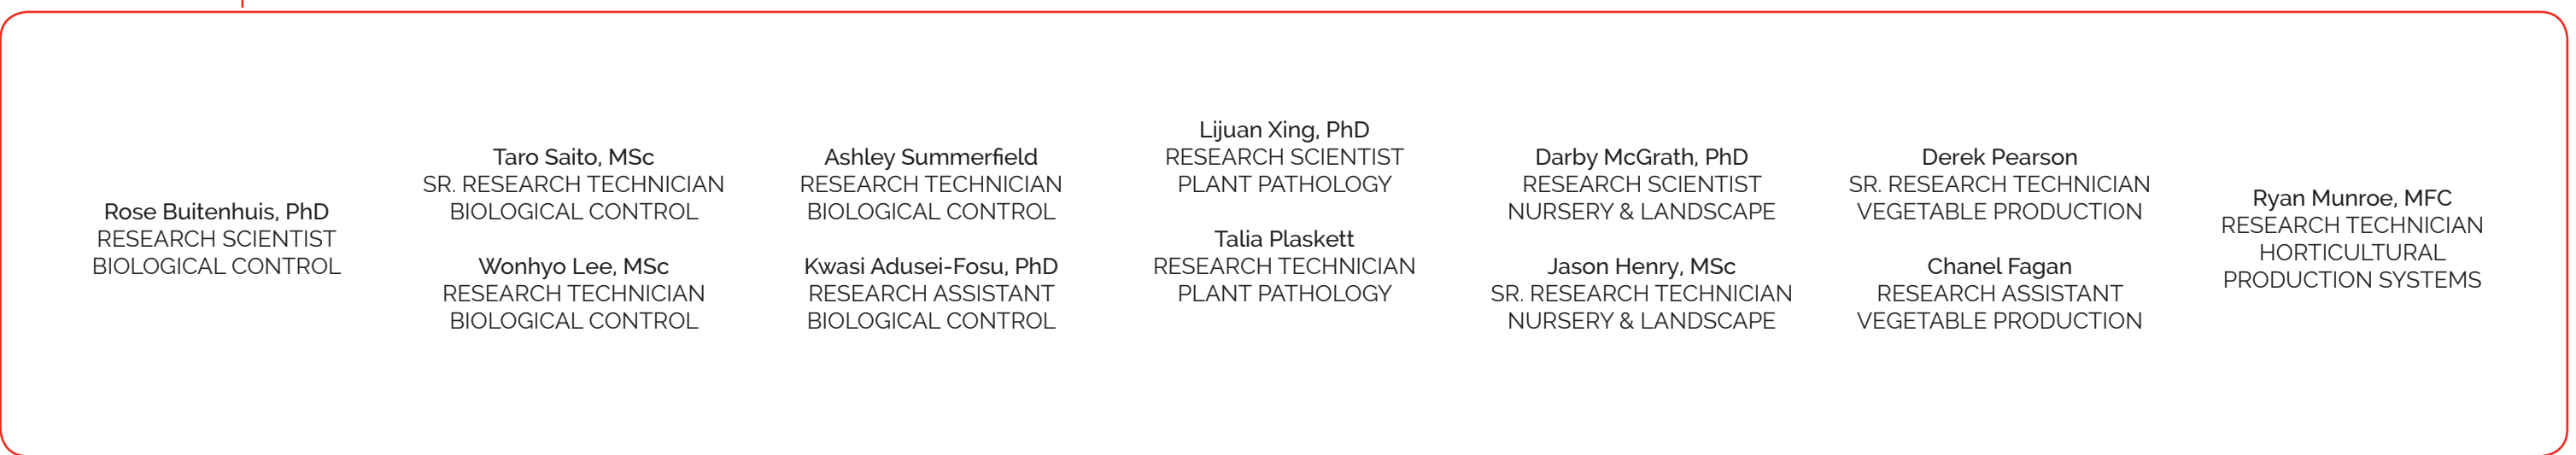 Rose Buitenhuis, PhD
RESEARCH SCIENTIST
BIOLOGICAL CONTROL
Taro Saito, MSc
SR. RESEARCH TECHNICIAN
BIOLOGICAL CONTROL
Wonhyo Lee, MSc
RESEARCH TECHNICIAN
BIOLOGICAL CONTROL
Ashley Summerfield
RESEARCH TECHNICIAN
BIOLOGICAL CONTROL
Kwasi Adusei-Fosu, PhD
RESEARCH ASSISTANT
BIOLOGICAL CONTROL
Lijuan Xing, PhD
RESEARCH SCIENTIST
PLANT PATHOLOGY
Talia Plaskett
RESEARCH TECHNICIAN
PLANT PATHOLOGY
Darby McGrath, PhD
RESEARCH SCIENTIST
NURSERY & LANDSCAPE
Jason Henry, MSc
SR. RESEARCH TECHNICIAN
NURSERY & LANDSCAPE
Derek Pearson
SR. RESEARCH TECHNICIAN
VEGETABLE PRODUCTION
Chanel Fagan
RESEARCH ASSISTANT
VEGETABLE PRODUCTION
Ryan Munroe, MFC
RESEARCH TECHNICIAN
HORTICULTURAL
PRODUCTION SYSTEMS